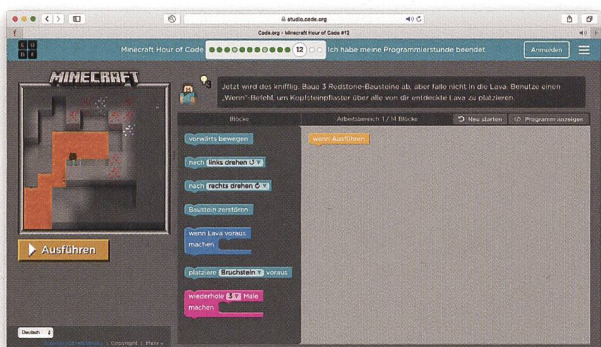 studio.code.org
Code.org - Minecraft Hour of Code #12
Minecraft Hour of Code
12
Ich habe meine Programmierstunde beendet.
Anmelden
MINECRAFT
Jetzt wird des knifflig. Baue 3 Redstone-Bausteine ab, aber falle nicht in die Lava. Benutze einen
„Wenn"-Befehl, um Kopfsteinpflaster über alle von dir entdeckte Lava zu platzieren.
Blöcke
Arbeitsbereich 1 / 14 Blöcke
Neu starten
Programm anzeigen
vorwärts bewegen
wenn Ausführen
nach links drehen
nach rechts drehen
Baustein zerstören
wenn Lava voraus
machen
platziere Bruchstein voraus
wiederhole 3 Male
machen
Ausführen
Deutsch
Copyright | Mehr